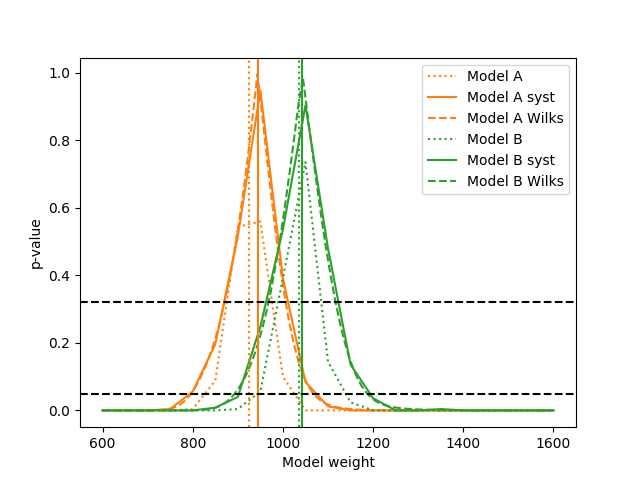 1.0
0.8
0.6
0.4
0.2
0.0
p-value
600 800 1000 1200 1400 1600
Model weight
Model A
Model A syst
Model A Wilks
Model B
Model B syst
Model B Wilks